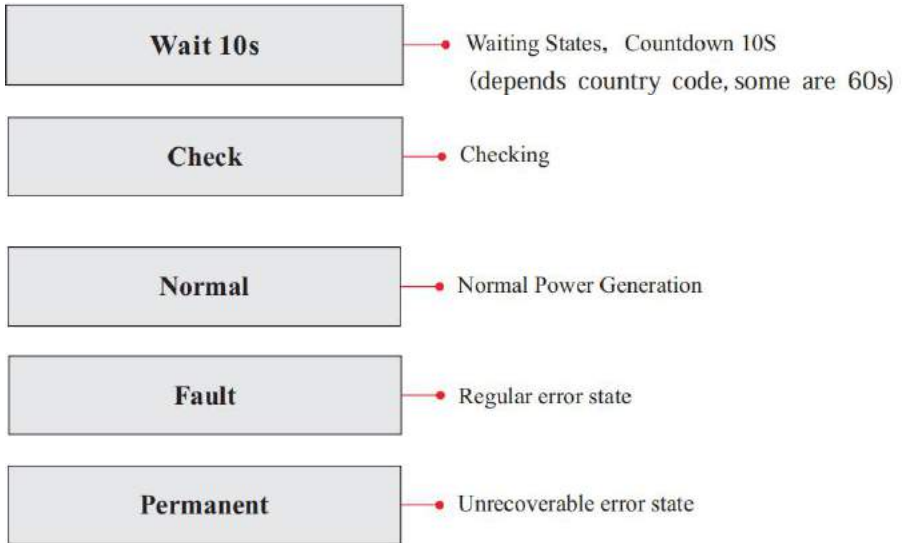 Wait 10s
Waiting States, Countdown 10S
(depends country code, some are 60s)
Check
Checking
Normal
Normal Power Generation
Fault
Regular error state
Permanent
Unrecoverable error state